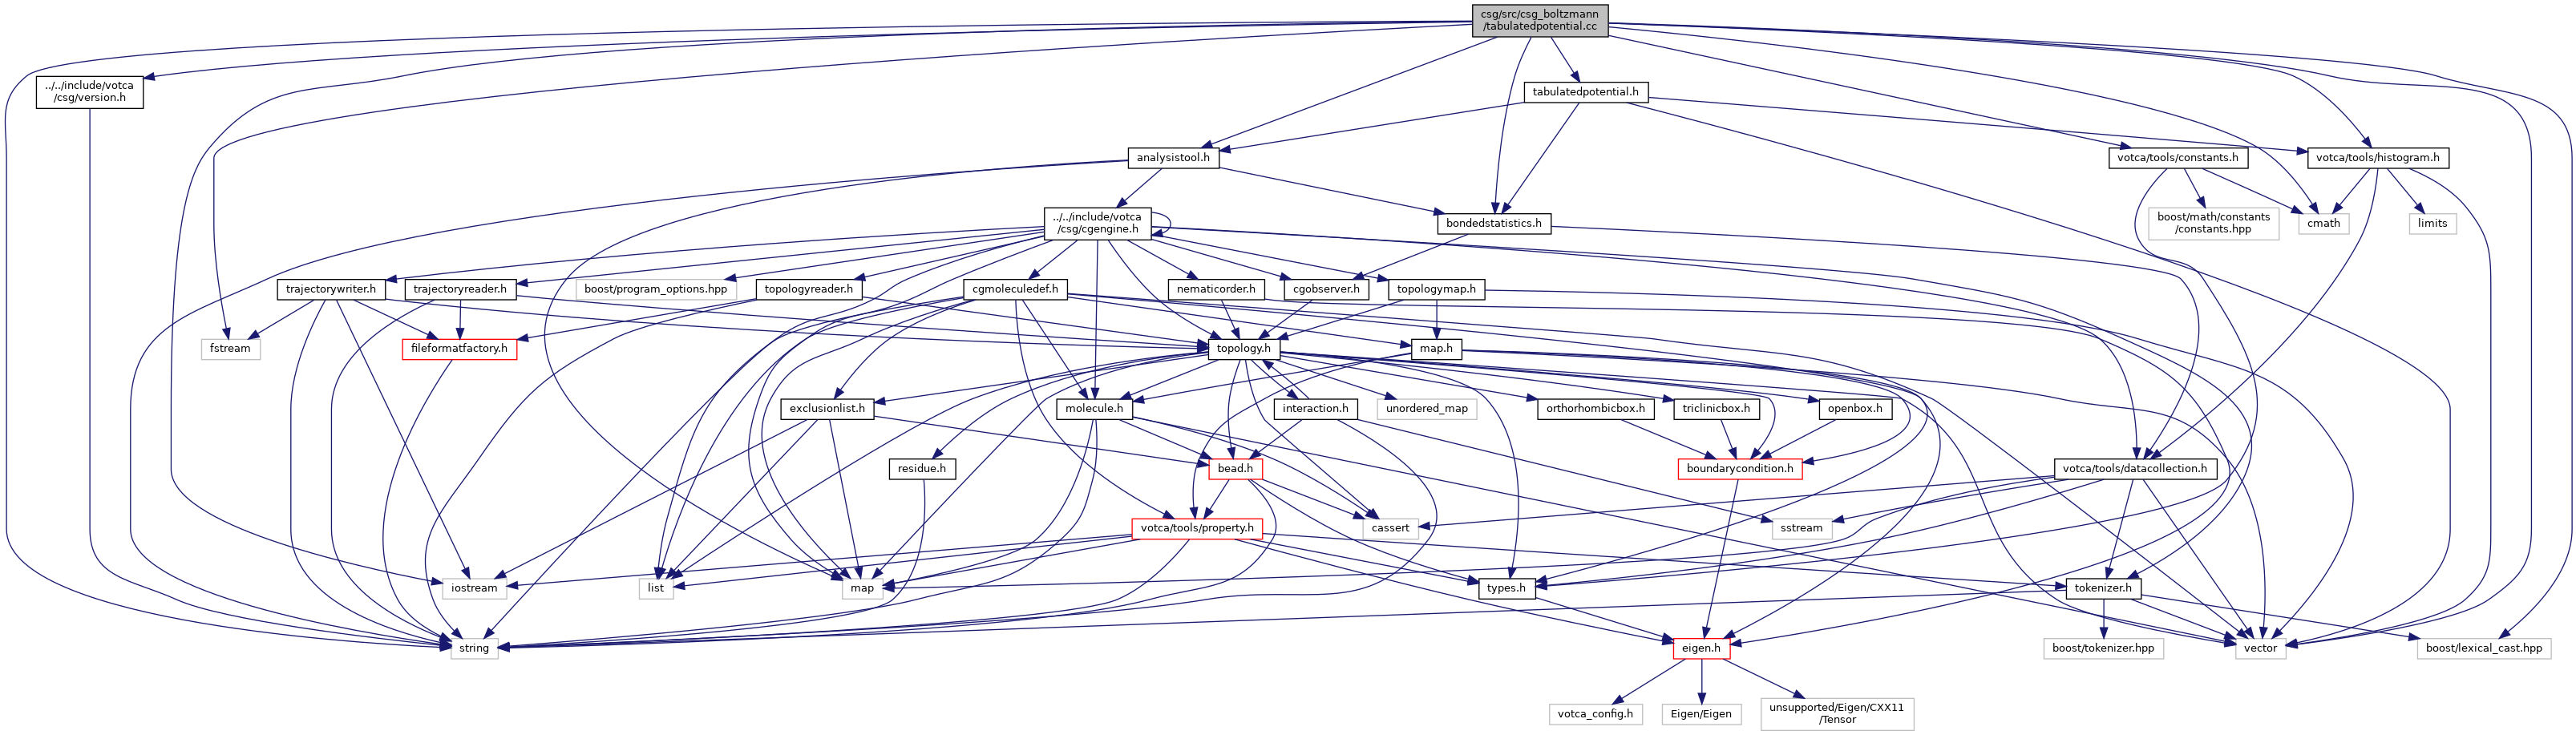 csg/src/csg_boltzmann
/tabulatedpotential.cc
../../include/votca
/csg/version.h
tabulatedpotential.h
analysistool.h
votca/tools/constants.h
votca/tools/histogram.h
../../include/votca
/csg/cgengine.h
bondedstatistics.h
boost/math/constants
/constants.hpp
cmath
limits
trajectorywriter.h
trajectoryreader.h
boost/program_options.hpp
topologyreader.h
cgmoleculedef.h
nematicorder.h
cgobserver.h
topologymap.h
fstream
fileformatfactory.h
topology.h
map.h
exclusionlist.h
molecule.h
interaction.h
unordered_map
orthorhombicbox.h
triclinicbox.h
openbox.h
residue.h
bead.h
boundarycondition.h
votca/tools/datacollection.h
votca/tools/property.h
cassert
sstream
iostream
list
map
types.h
tokenizer.h
string
eigen.h
boost/tokenizer.hpp
vector
boost/lexical_cast.hpp
votca_config.h
Eigen/Eigen
unsupported/Eigen/CXX11
/Tensor